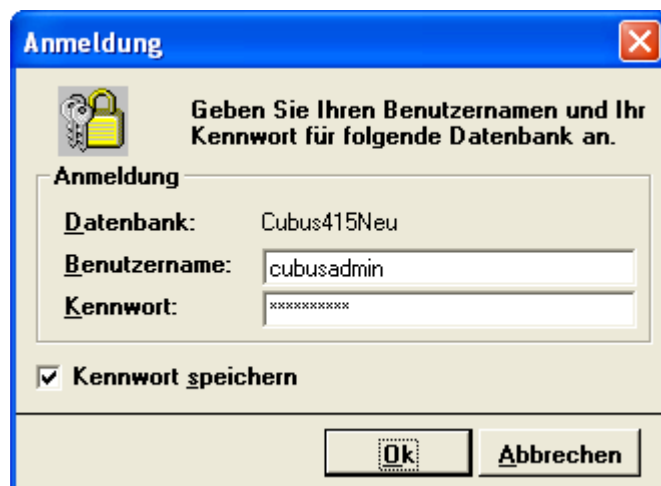 Anmeldung
Geben Sie Ihren Benutzernamen und Ihr
Kennwort für folgende Datenbank an.
Anmeldung
Datenbank: Cubus415Neu
Benutzername: cubusadmin
Kennwort: **********
Kennwort speichern
Ok Abbrechen